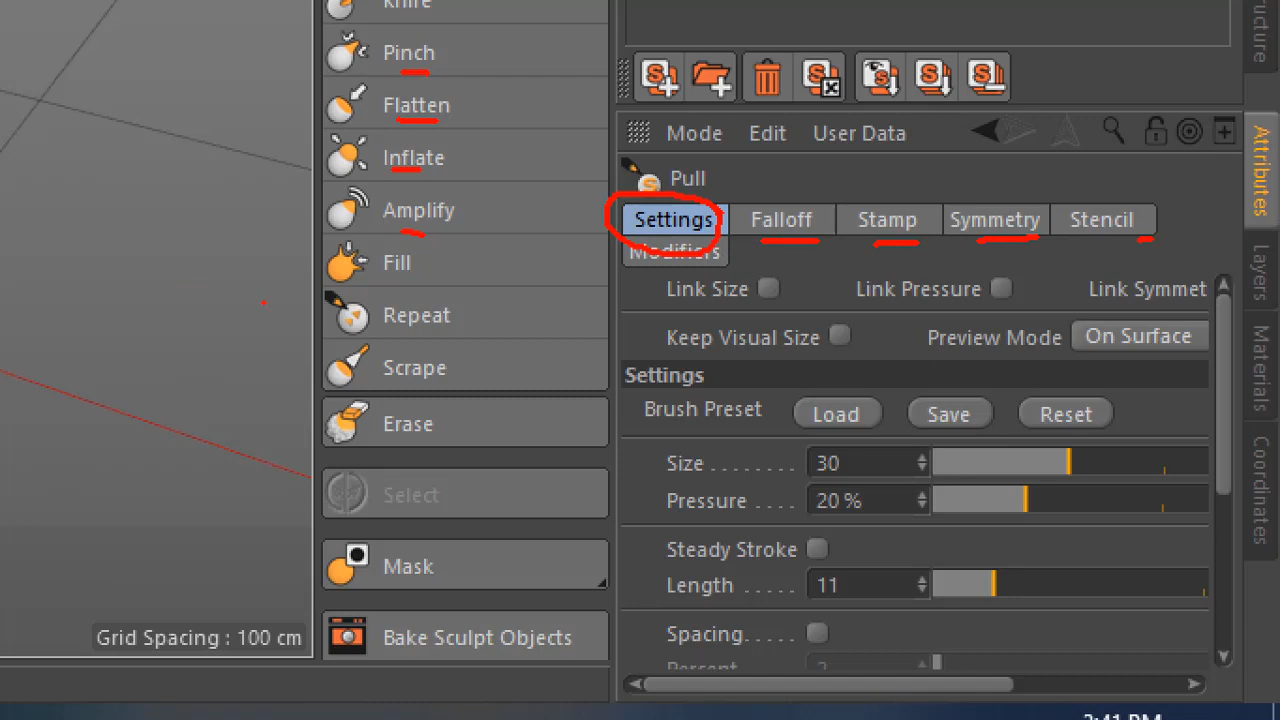 Knife
Pinch
Flatten
Inflate
Amplify
Fill
Repeat
Scrape
Erase
Select
Mask
Bake Sculpt Objects
Grid Spacing : 100 cm
Mode Edit User Data
Pull
Settings Falloff Stamp Symmetry Stencil
Modifiers
Link Size Link Pressure Link Symmet
Keep Visual Size Preview Mode On Surface
Settings
Brush Preset Load Save Reset
Size . . . . . . . . 30
Pressure . . . . 20 %
Steady Stroke
Length . . . . . 11
Spacing. . . . .
Percent
ructure
Attributes
Layers
Materials
Coordinates